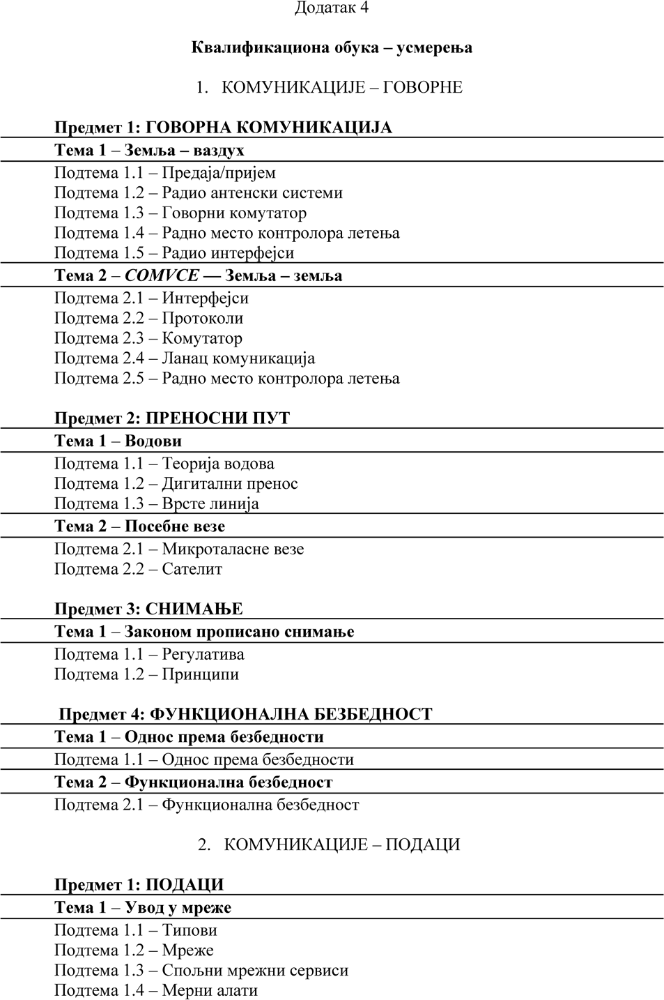 Додатак 4
Квалификациона обука – усмерења
1. КОМУНИКАЦИЈЕ – ГОВОРНЕ
Предмет 1: ГОВОРНА КОМУНИКАЦИЈА
Тема 1 – Земља – ваздух
Подтема 1.1 – Предаја/пријем
Подтема 1.2 – Радио антенски системи
Подтема 1.3 – Говорни комутатор
Подтема 1.4 – Радно место контролора летења
Подтема 1.5 – Радио интерфејси
Тема 2 – COMVCE — Земља – земља
Подтема 2.1 – Интерфејси
Подтема 2.2 – Протоколи
Подтема 2.3 – Комутатор
Подтема 2.4 – Ланац комуникација
Подтема 2.5 – Радно место контролора летења
Предмет 2: ПРЕНОСНИ ПУТ
Тема 1 – Водови
Подтема 1.1 – Теорија водова
Подтема 1.2 – Дигитални пренос
Подтема 1.3 – Врсте линија
Тема 2 – Посебне везе
Подтема 2.1 – Микроталасне везе
Подтема 2.2 – Сателит
Предмет 3: СНИМАЊЕ
Тема 1 – Законом прописано снимање
Подтема 1.1 – Регулатива
Подтема 1.2 – Принципи
Предмет 4: ФУНКЦИОНАЛНА БЕЗБЕДНОСТ
Тема 1 – Однос према безбедности
Подтема 1.1 – Однос према безбедности
Тема 2 – Функционална безбедност
Подтема 2.1 – Функционална безбедност
2. КОМУНИКАЦИЈЕ – ПОДАЦИ
Предмет 1: ПОДАЦИ
Тема 1 – Увод у мреже
Подтема 1.1 – Типови
Подтема 1.2 – Мреже
Подтема 1.3 – Спољни мрежни сервиси
Подтема 1.4 – Мерни алати